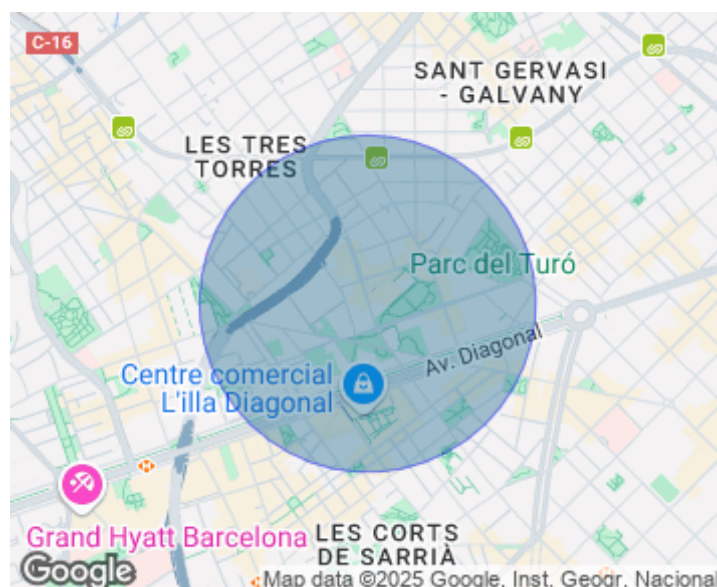 C-16
SANT GERVASI
- GALVANY
LES TRES
TORRES
Parc del Turó
Av. Diagonal
Centre comercial
L'illa Diagonal
Grand Hyatt Barcelona
LES CORTS
DE SARRIÀ
Google
Map data ©2025 Google, Inst. Geogr. Nacional